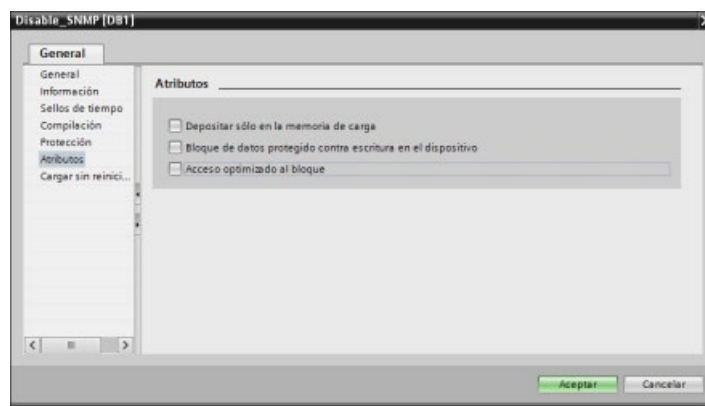 Disable_SNMP [DB1]
General
General
Información
Sellos de tiempo
Compilación
Protección
Atributos
Cargar sin reinici...
Atributos
Depositar sólo en la memoria de carga
Bloque de datos protegido contra escritura en el dispositivo
Acceso optimizado al bloque
Aceptar
Cancelar